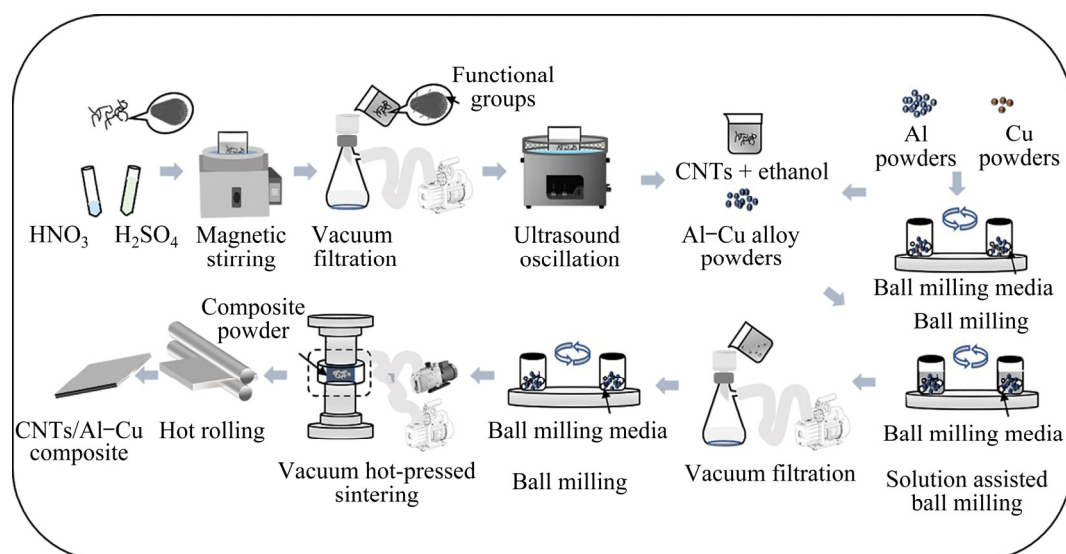 Functional
groups
Al
powders
Cu
powders
CNTs + ethanol
HNO₃
H₂SO₄
Magnetic
stirring
Vacuum
filtration
Ultrasound
oscillation
Al−Cu alloy
powders
Ball milling media
Ball milling
Composite
powder
CNTs/Al−Cu
composite
Hot rolling
Vacuum hot-pressed
sintering
Ball milling media
Ball milling
Vacuum filtration
Ball milling media
Solution assisted
ball milling